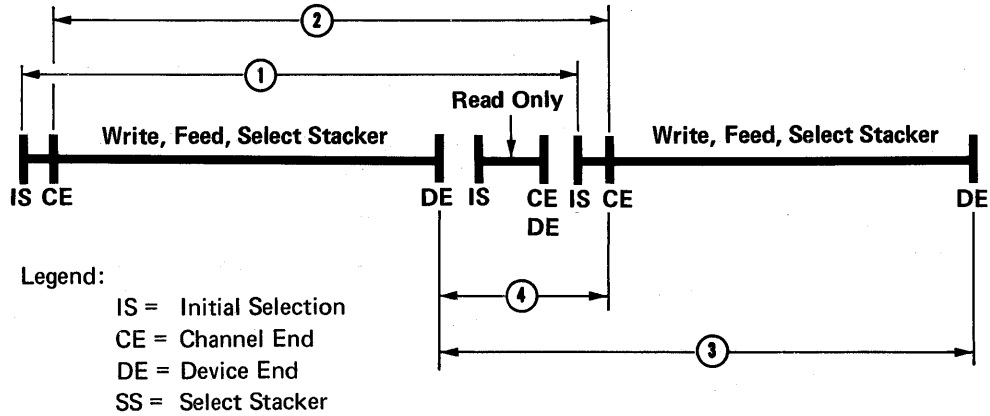 2
1
Read Only
Write, Feed, Select Stacker
Write, Feed, Select Stacker
IS CE DE IS CE IS CE DE
DE
4
3
Legend:
IS = Initial Selection
CE = Channel End
DE = Device End
SS = Select Stacker